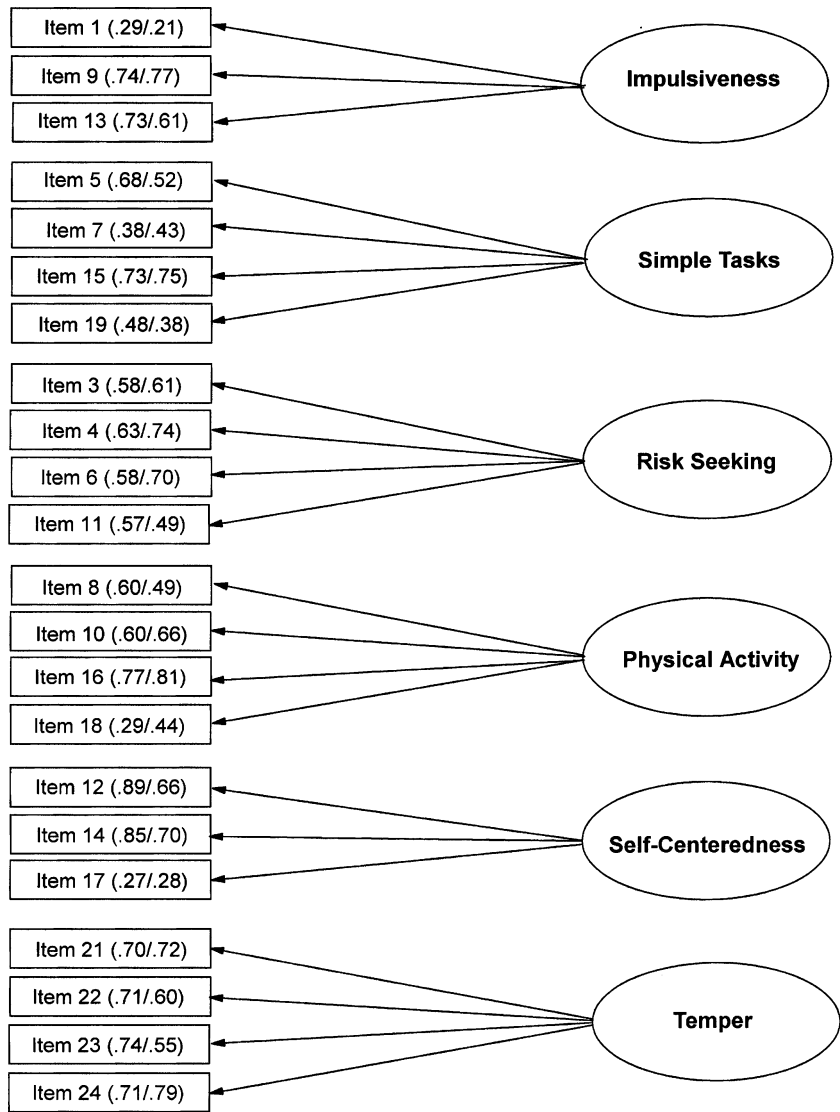 Item 1 (.29/.21)
Item 9 (.74/.77)
Item 13 (.73/.61)
Impulsiveness
Item 5 (.68/.52)
Item 7 (.38/.43)
Item 15 (.73/.75)
Item 19 (.48/.38)
Simple Tasks
Item 3 (.58/.61)
Item 4 (.63/.74)
Item 6 (.58/.70)
Item 11 (.57/.49)
Risk Seeking
Item 8 (.60/.49)
Item 10 (.60/.66)
Item 16 (.77/.81)
Item 18 (.29/.44)
Physical Activity
Item 12 (.89/.66)
Item 14 (.85/.70)
Item 17 (.27/.28)
Self-Centeredness
Item 21 (.70/.72)
Item 22 (.71/.60)
Item 23 (.74/.55)
Item 24 (.71/.79)
Temper